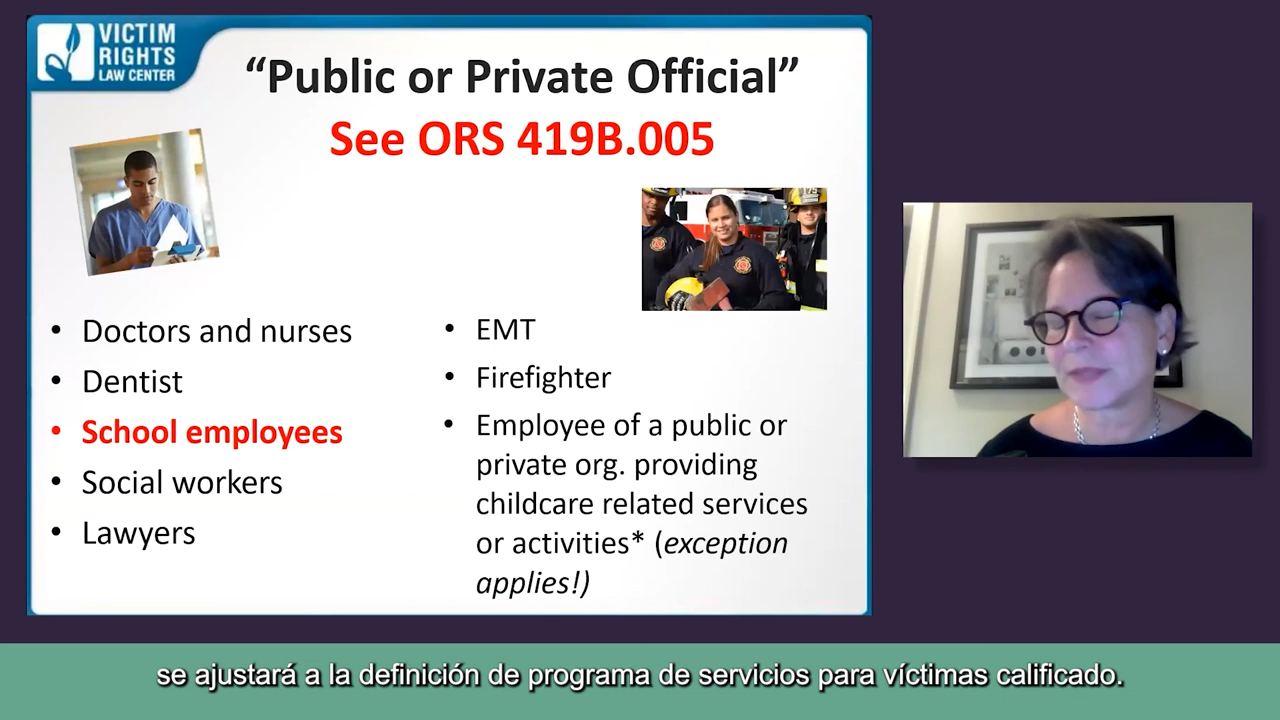 VICTIM
RIGHTS
LAW CENTER
“Public or Private Official”
See ORS 419B.005
• Doctors and nurses
• Dentist
• School employees
• Social workers
• Lawyers
• EMT
• Firefighter
• Employee of a public or
private org. providing
childcare related services
or activities* (exception
applies!)
175
se ajustará a la definición de programa de servicios para víctimas calificado.